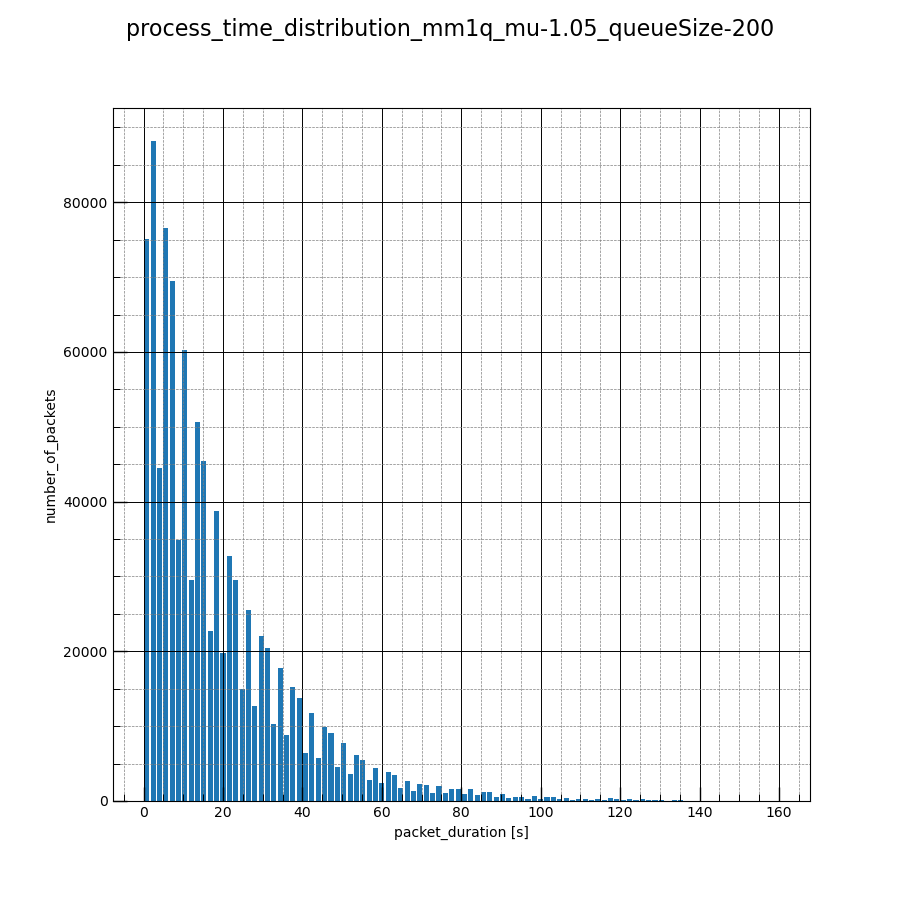 process_time_distribution_mm1q_mu-1.05_queueSize-200
80000
60000
40000
20000
0
number_of_packets
0 20 40 60 80 100 120 140 160
packet_duration [s]